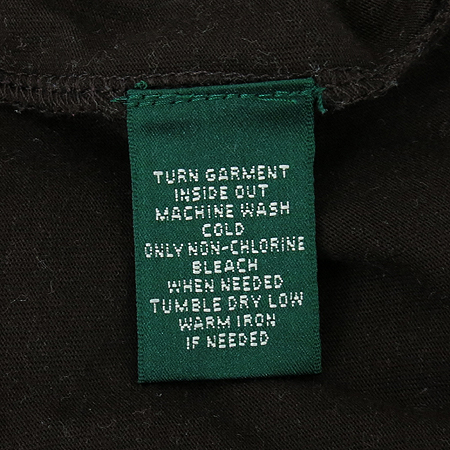 TURN GARMENT
INSIDE OUT
MACHINE WASH
COLD
ONLY NON-CHLORINE
BLEACH
WHEN NEEDED
TUMBLE DRY LOW
WARM IRON
IF NEEDED